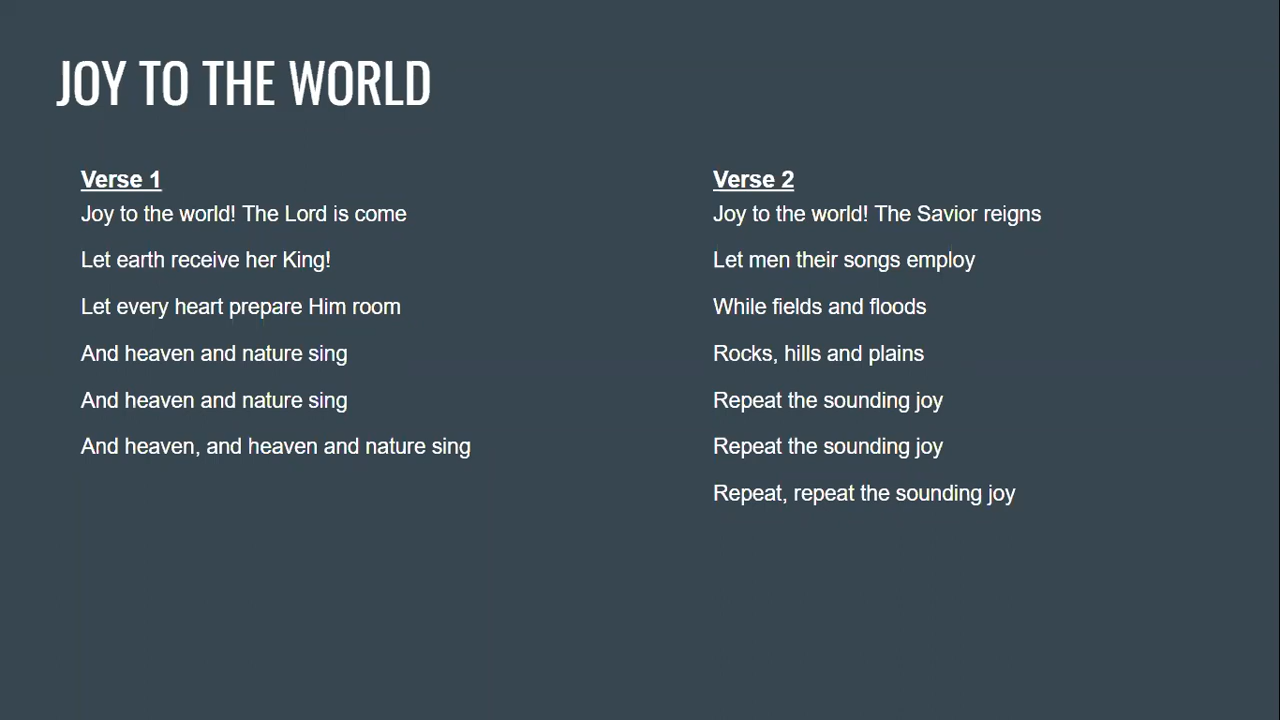 JOY TO THE WORLD
Verse 1
Joy to the world! The Lord is come
Let earth receive her King!
Let every heart prepare Him room
And heaven and nature sing
And heaven and nature sing
And heaven, and heaven and nature sing
Verse 2
Joy to the world! The Savior reigns
Let men their songs employ
While fields and floods
Rocks, hills and plains
Repeat the sounding joy
Repeat the sounding joy
Repeat, repeat the sounding joy